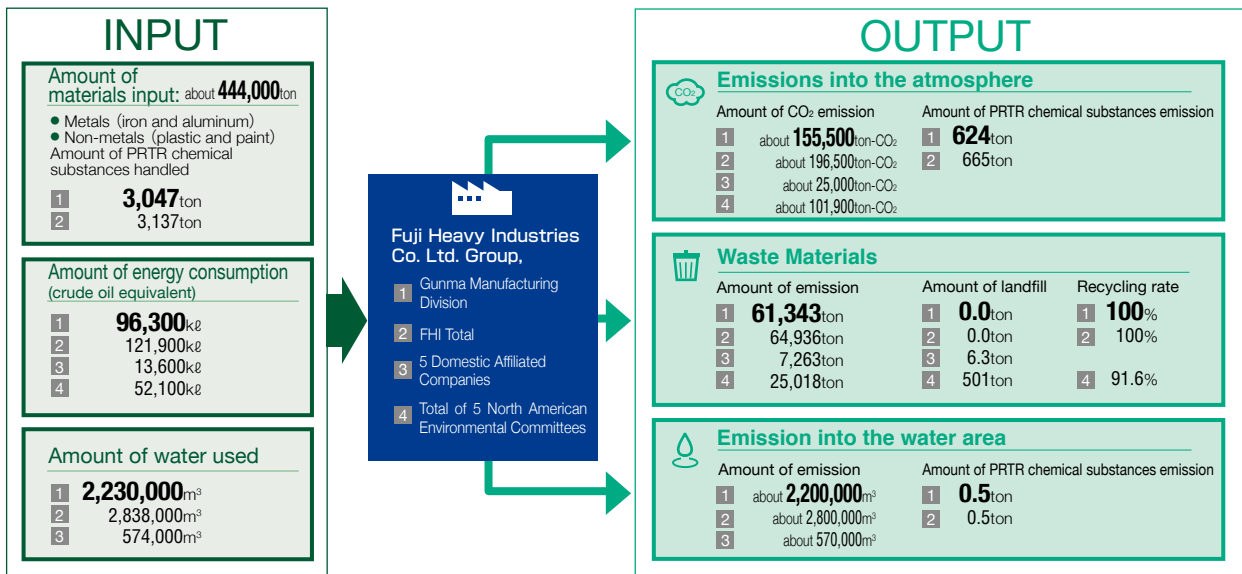 INPUT
Amount of
materials input: about 444,000ton
● Metals (iron and aluminum)
● Non-metals (plastic and paint)
Amount of PRTR chemical
substances handled
1 3,047ton
2 3,137ton
Amount of energy consumption
(crude oil equivalent)
1 96,300kℓ
2 121,900kℓ
3 13,600kℓ
4 52,100kℓ
Amount of water used
1 2,230,000m³
2 2,838,000m³
3 574,000m³
Fuji Heavy Industries
Co. Ltd. Group,
1 Gunma Manufacturing
Division
2 FHI Total
3 5 Domestic Affiliated
Companies
4 Total of 5 North American
Environmental Committees
OUTPUT
CO₂
Emissions into the atmosphere
Amount of CO₂ emission
1 about 155,500ton-CO₂
2 about 196,500ton-CO₂
3 about 25,000ton-CO₂
4 about 101,900ton-CO₂
Amount of PRTR chemical substances emission
1 624ton
2 665ton
Waste Materials
Amount of emission
1 61,343ton
2 64,936ton
3 7,263ton
4 25,018ton
Amount of landfill
1 0.0ton
2 0.0ton
3 6.3ton
4 501ton
Recycling rate
1 100%
2 100%
4 91.6%
Emission into the water area
Amount of emission
1 about 2,200,000m³
2 about 2,800,000m³
3 about 570,000m³
Amount of PRTR chemical substances emission
1 0.5ton
2 0.5ton